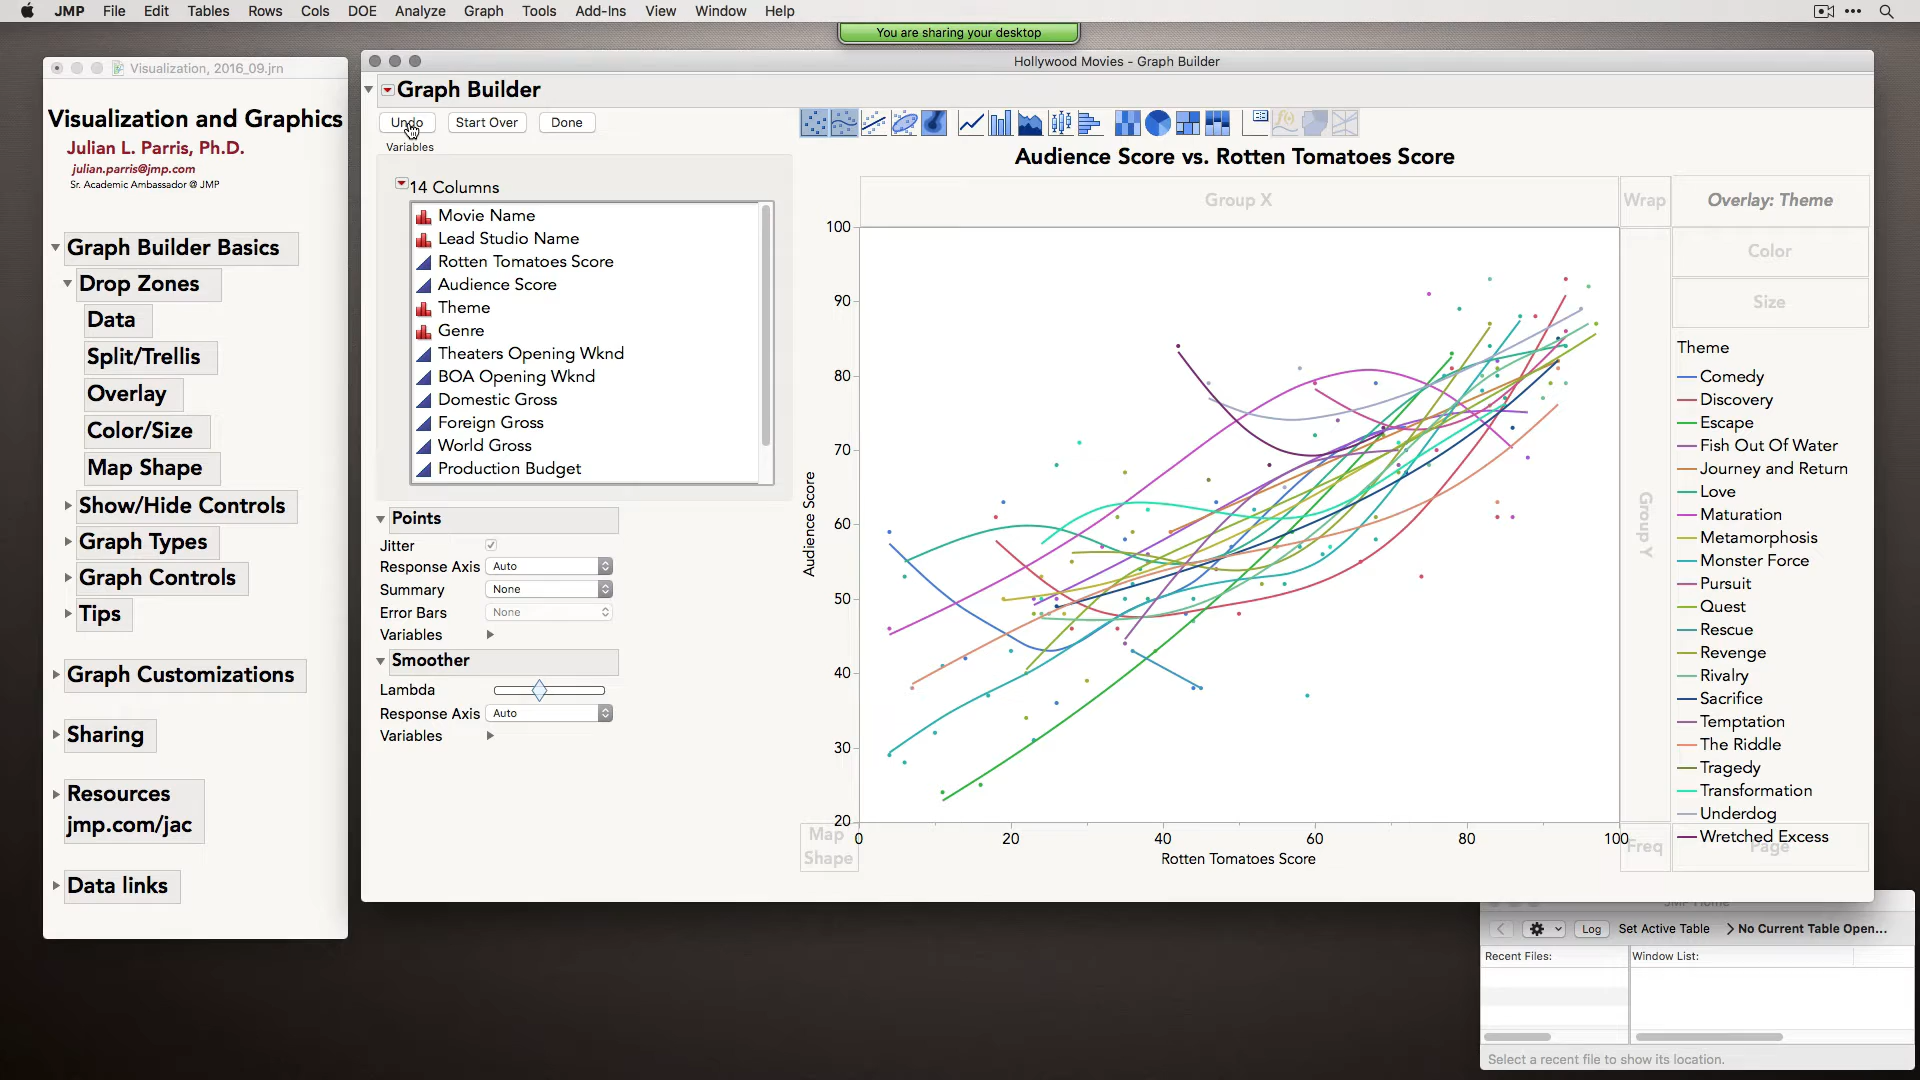 JMP File Edit Tables Rows Cols DOE Analyze Graph Tools Add-Ins View Window Help
You are sharing your desktop
Visualization, 2016_09.jrn
Visualization and Graphics
Julian L. Parris, Ph.D.
julian.parris@jmp.com
Sr. Academic Ambassador @ JMP
Graph Builder Basics
Drop Zones
Data
Split/Trellis
Overlay
Color/Size
Map Shape
Show/Hide Controls
Graph Types
Graph Controls
Tips
Graph Customizations
Sharing
Resources
jmp.com/jac
Data links
Hollywood Movies - Graph Builder
Graph Builder
Undo Start Over Done
Variables
14 Columns
Movie Name
Lead Studio Name
Rotten Tomatoes Score
Audience Score
Theme
Genre
Theaters Opening Wknd
BOA Opening Wknd
Domestic Gross
Foreign Gross
World Gross
Production Budget
Points
Jitter
Response Axis Auto
Summary None
Error Bars None
Variables
Smoother
Lambda
Response Axis Auto
Variables
Audience Score vs. Rotten Tomatoes Score
Group X
Wrap
Overlay: Theme
Color
Size
Group Y
Audience Score
100
90
80
70
60
50
40
30
20
0 20 40 60 80 100
Rotten Tomatoes Score
Map
Shape
Freq
Page
Theme
Comedy
Discovery
Escape
Fish Out Of Water
Journey and Return
Love
Maturation
Metamorphosis
Monster Force
Pursuit
Quest
Rescue
Revenge
Rivalry
Sacrifice
Temptation
The Riddle
Tragedy
Transformation
Underdog
Wretched Excess
JMP Home
Log Set Active Table No Current Table Open...
Recent Files: Window List:
Select a recent file to show its location.